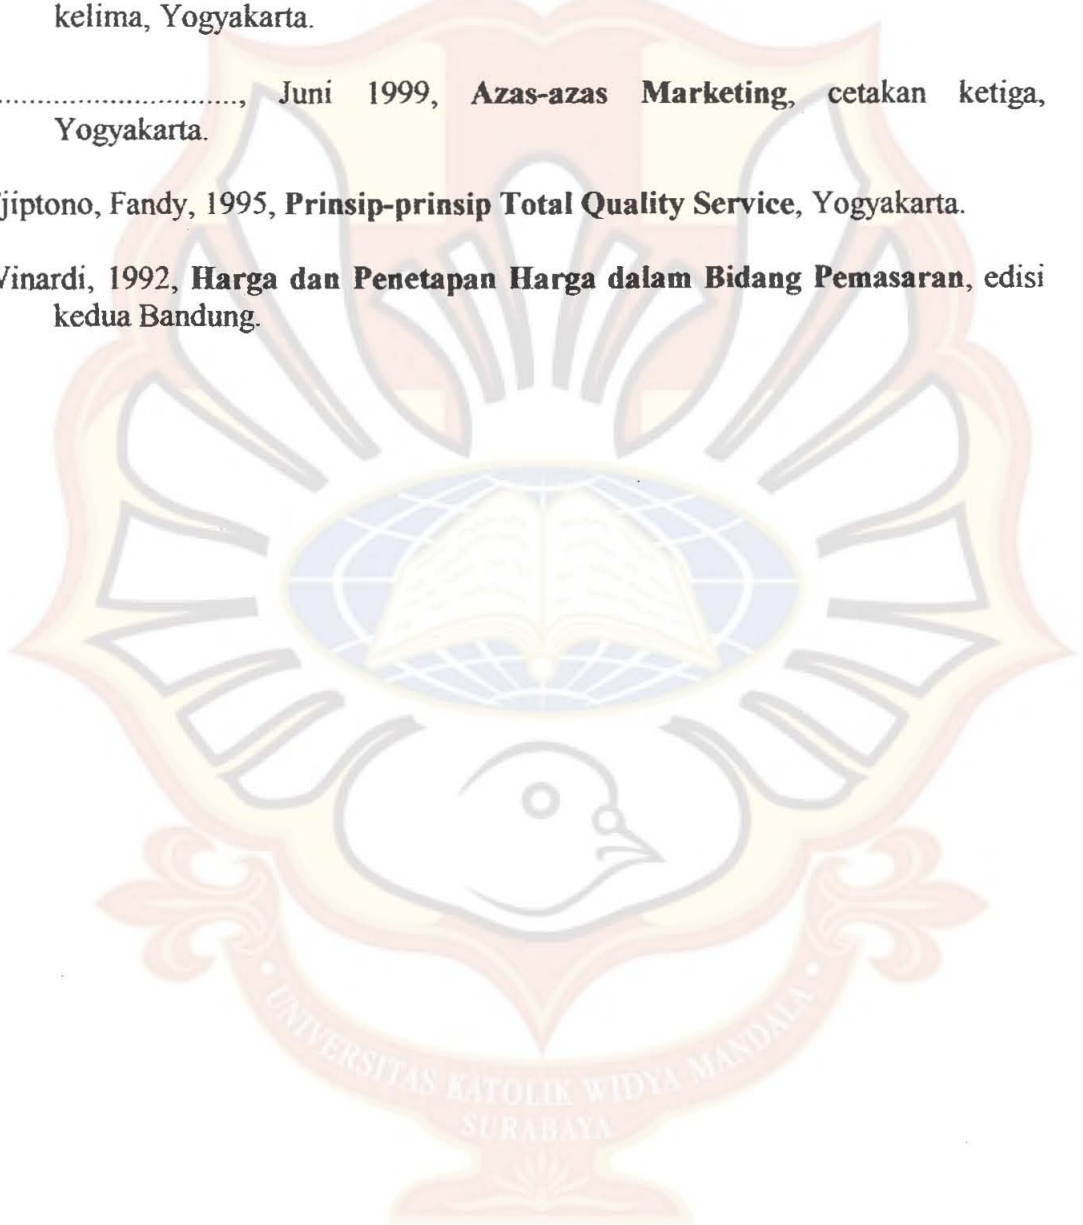 kelima, Yogyakarta.
............................., Juni 1999, Azas-azas Marketing, cetakan ketiga,
Yogyakarta.
jiptono, Fandy, 1995, Prinsip-prinsip Total Quality Service, Yogyakarta.
Vinardi, 1992, Harga dan Penetapan Harga dalam Bidang Pemasaran, edisi
kedua Bandung.
UNIVERSITAS KATOLIK WIDYA MANDALA
SURABAYA